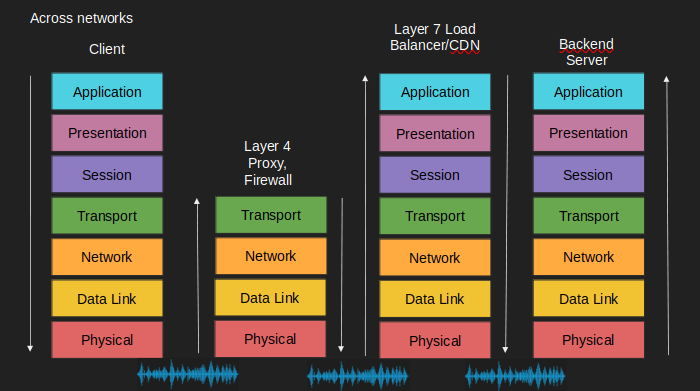 Across networks
Client
Application
Presentation
Session
Transport
Network
Data Link
Physical
Layer 4
Proxy,
Firewall
Transport
Network
Data Link
Physical
Layer 7 Load
Balancer/CDN
Application
Presentation
Session
Transport
Network
Data Link
Physical
Backend
Server
Application
Presentation
Session
Transport
Network
Data Link
Physical